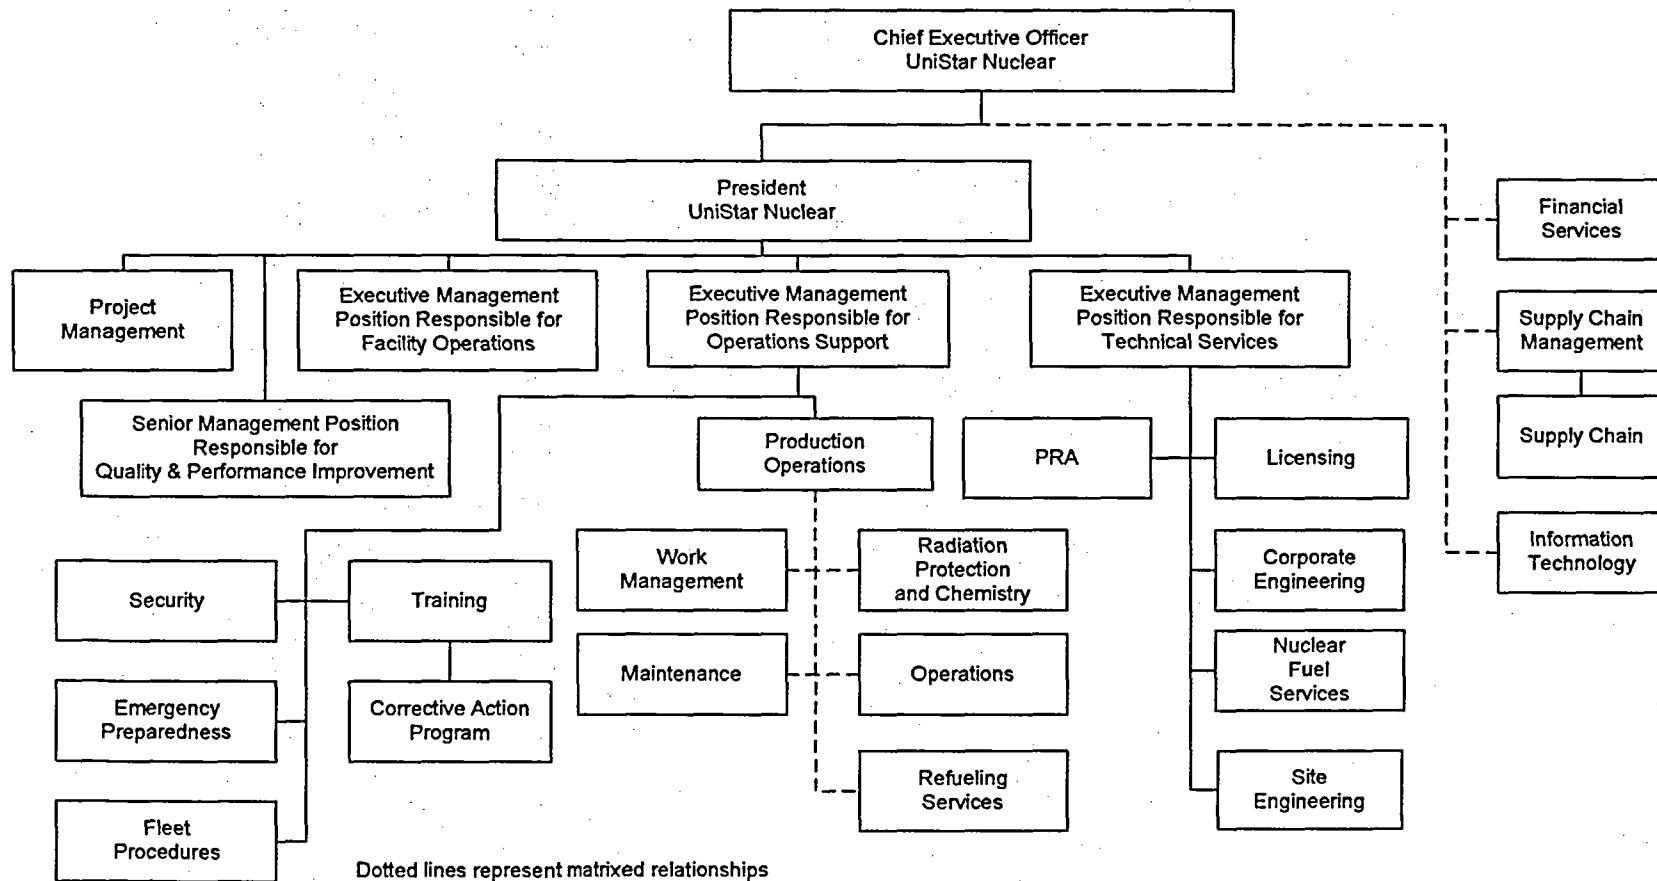 Chief Executive Officer
UniStar Nuclear
President
UniStar Nuclear
Financial
Services
Project
Management
Executive Management
Position Responsible for
Facility Operations
Executive Management
Position Responsible for
Operations Support
Executive Management
Position Responsible for
Technical Services
Supply Chain
Management
Senior Management Position
Responsible for
Quality & Performance Improvement
Production
Operations
PRA
Licensing
Supply Chain
Security
Training
Work
Management
Radiation
Protection
and Chemistry
Corporate
Engineering
Information
Technology
Emergency
Preparedness
Corrective Action
Program
Maintenance
Operations
Nuclear
Fuel
Services
Fleet
Procedures
Refueling
Services
Site
Engineering
Dotted lines represent matrixed relationships